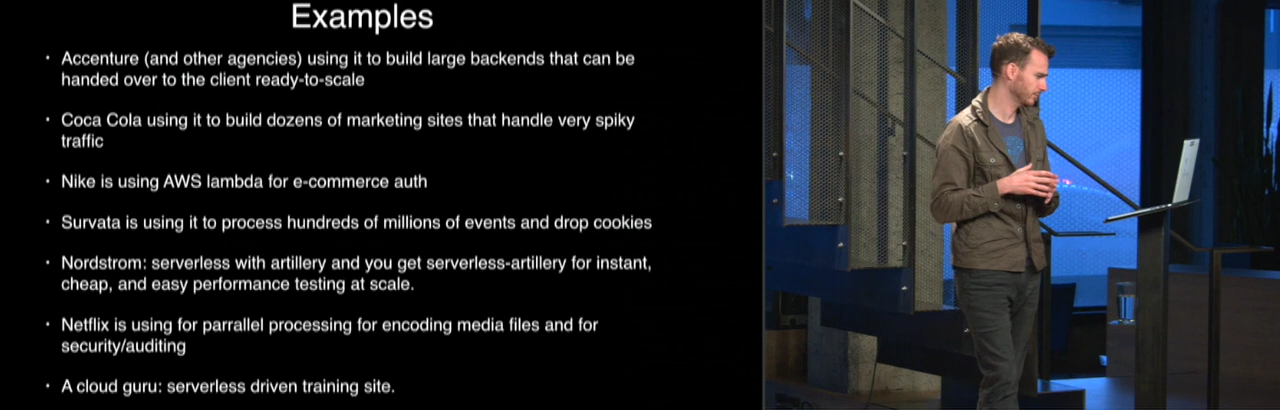 Examples
· Accenture (and other agencies) using it to build large backends that can be
handed over to the client ready-to-scale
· Coca Cola using it to build dozens of marketing sites that handle very spiky
traffic
· Nike is using AWS lambda for e-commerce auth
· Survata is using it to process hundreds of millions of events and drop cookies
· Nordstrom: serverless with artillery and you get serverless-artillery for instant,
cheap, and easy performance testing at scale.
· Netflix is using for parrallel processing for encoding media files and for
security/auditing
· A cloud guru: serverless driven training site.